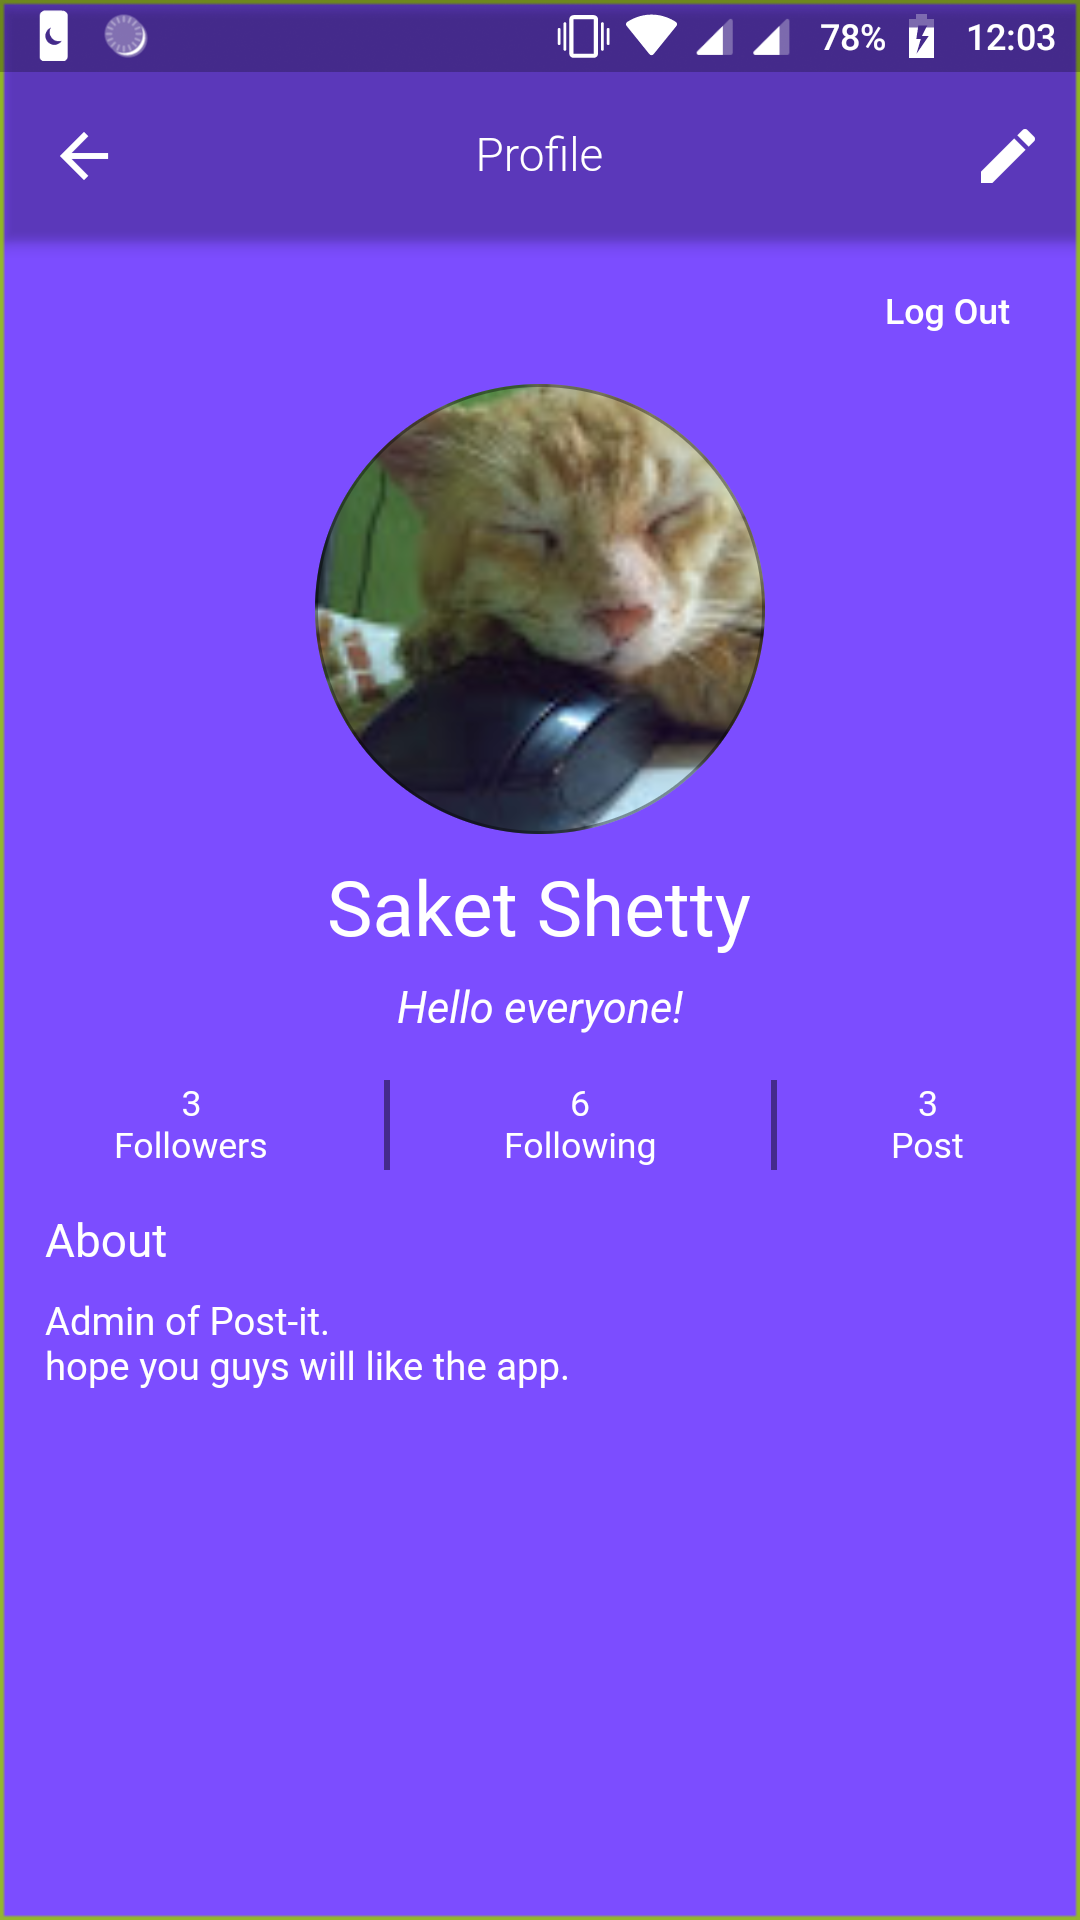 78% 12:03
Profile
Log Out
Saket Shetty
Hello everyone!
3 6 3
Followers Following Post
About
Admin of Post-it.
hope you guys will like the app.